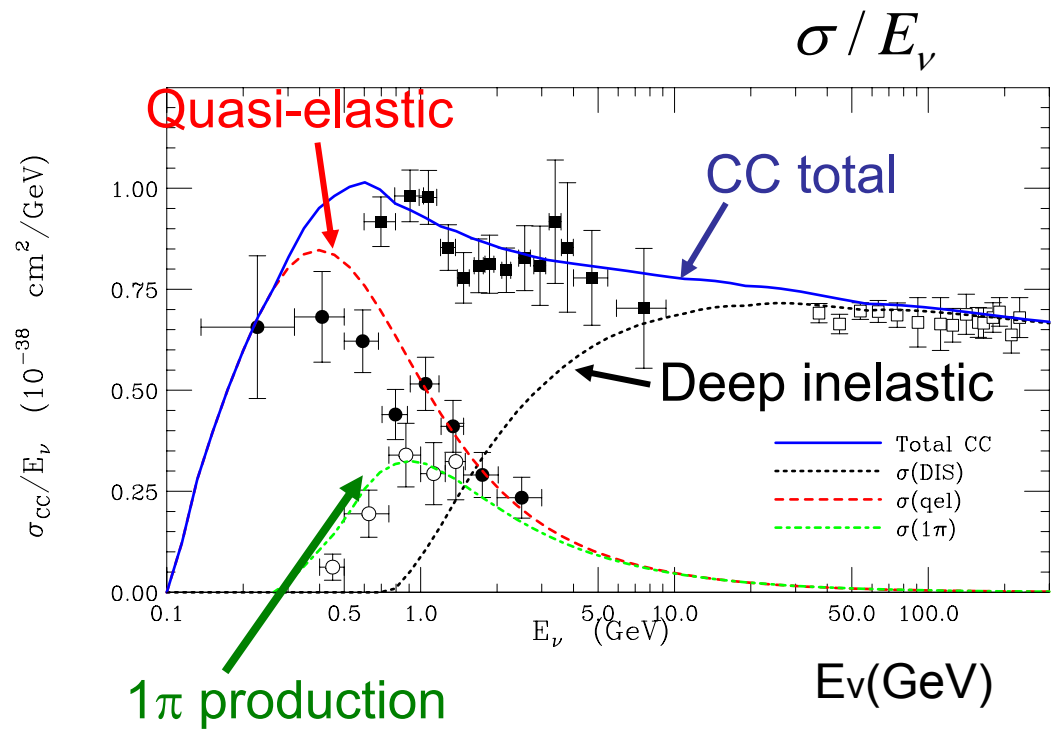 σ / Eν
Quasi-elastic
CC total
Deep inelastic
1π production
σCC/Eν (10−38 cm2/GeV)
1.00
0.75
0.50
0.25
0.00
Total CC
σ(DIS)
σ(qel)
σ(1π)
0.1 0.5 1.0 5.0 10.0 50.0 100.0
Eν (GeV)
Eν(GeV)